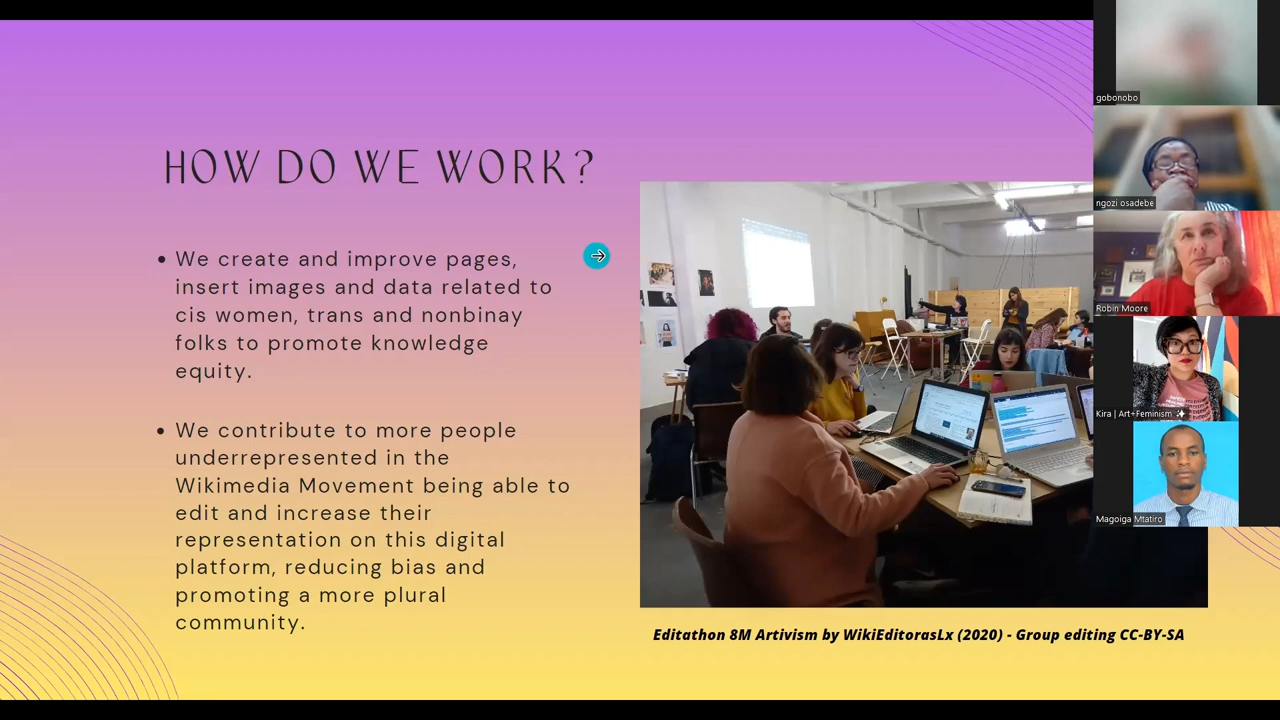 HOW DO WE WORK?
• We create and improve pages,
insert images and data related to
cis women, trans and nonbinay
folks to promote knowledge
equity.
• We contribute to more people
underrepresented in the
Wikimedia Movement being able to
edit and increase their
representation on this digital
platform, reducing bias and
promoting a more plural
community.
Editathon 8M Artivism by WikiEditorasLx (2020) - Group editing CC-BY-SA
gobonobo
ngozi osadebe
Robin Moore
Kira | Art+Feminism ✨
Magoiga Mtatiro